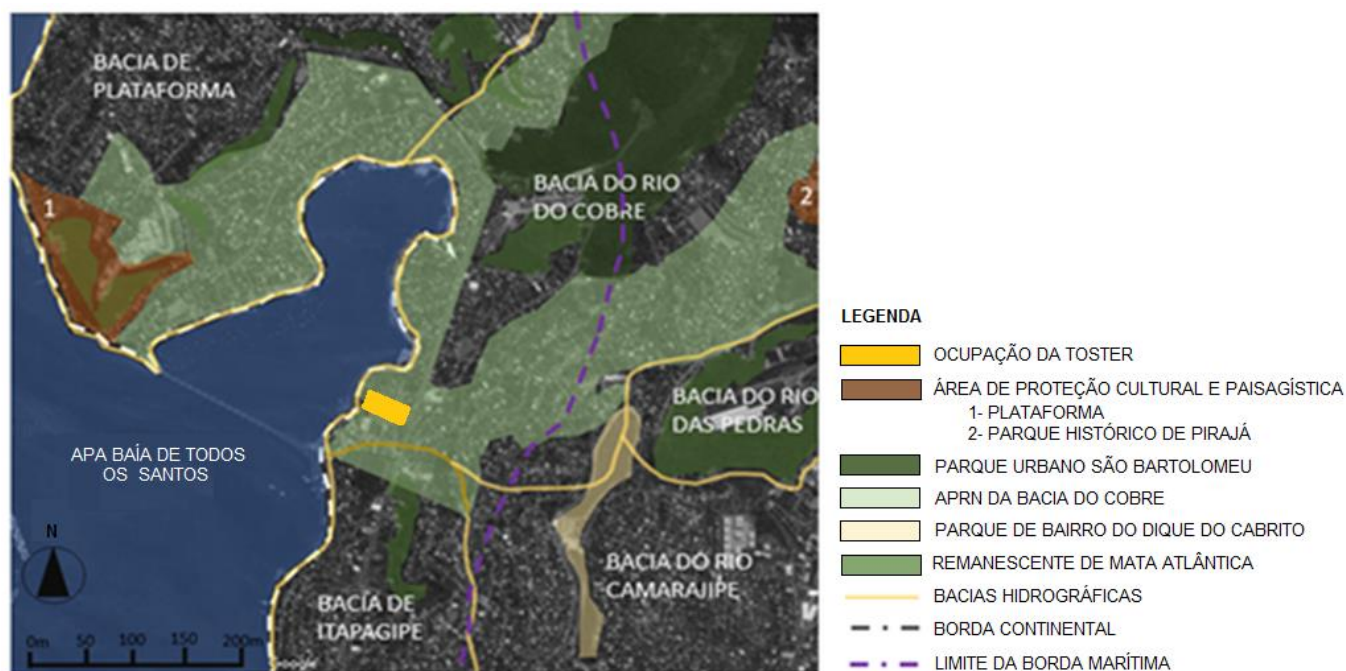 BACIA DE
PLATAFORMA
1
BACIA DO RIO
DO COBRE
2
BACIA DO RIO
DAS PEDRAS
APA BAÍA DE TODOS
OS SANTOS
N
BACIA DO RIO
CAMARAJIPE
BACIA DE
ITAPAGIPE
0m 50 100 150 200m
Google
LEGENDA
OCUPAÇÃO DA TOSTER
ÁREA DE PROTEÇÃO CULTURAL E PAISAGÍSTICA
1- PLATAFORMA
2- PARQUE HISTÓRICO DE PIRAJÁ
PARQUE URBANO SÃO BARTOLOMEU
APRN DA BACIA DO COBRE
PARQUE DE BAIRRO DO DIQUE DO CABRITO
REMANESCENTE DE MATA ATLÂNTICA
BACIAS HIDROGRÁFICAS
BORDA CONTINENTAL
LIMITE DA BORDA MARÍTIMA